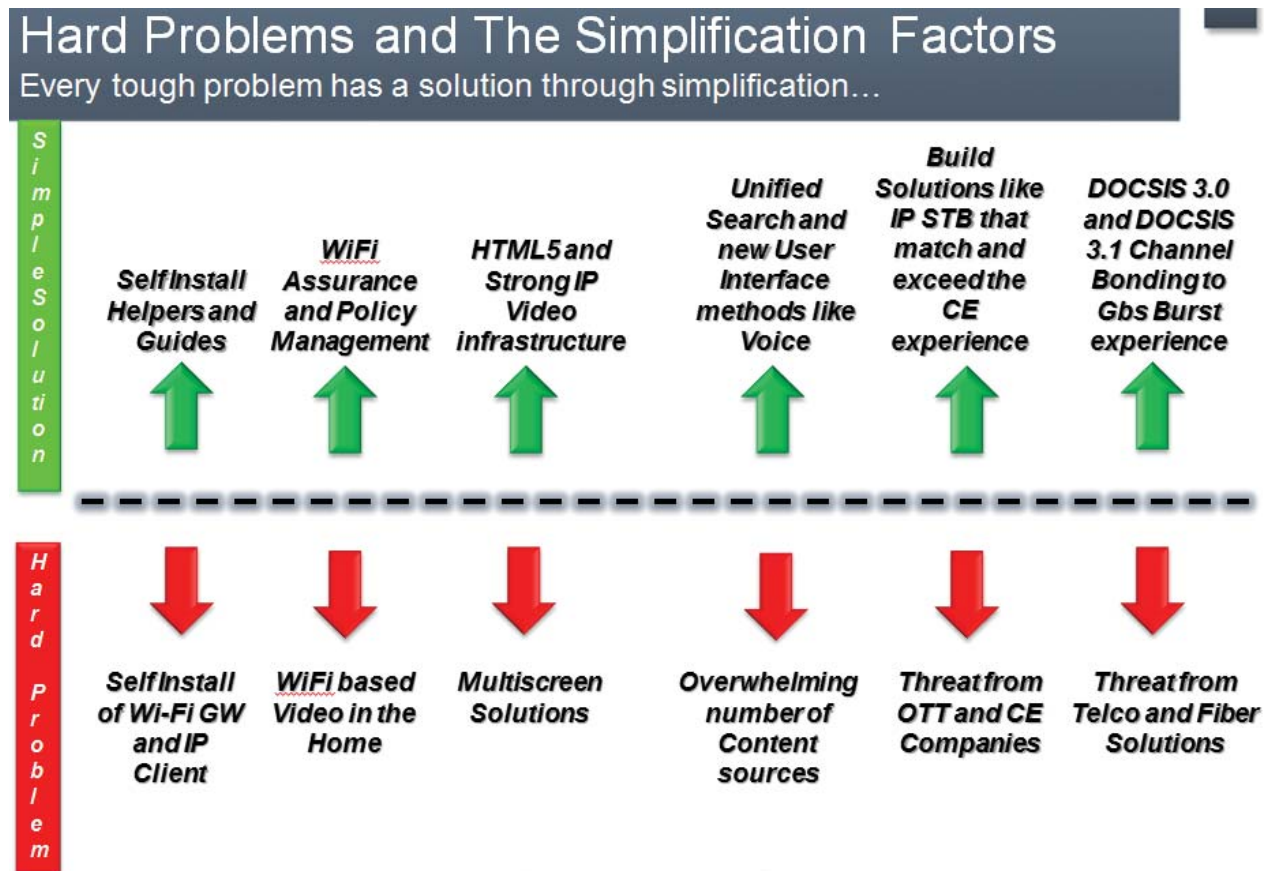 Hard Problems and The Simplification Factors
Every tough problem has a solution through simplification…
Simple Solution
Self Install
Helpers and
Guides
WiFi
Assurance
and Policy
Management
HTML5 and
Strong IP
Video
infrastructure
Unified
Search and
new User
Interface
methods like
Voice
Build
Solutions like
IP STB that
match and
exceed the
CE
experience
DOCSIS 3.0
and DOCSIS
3.1 Channel
Bonding to
Gbs Burst
experience
Hard Problem
Self Install
of Wi-Fi GW
and IP
Client
WiFi based
Video in the
Home
Multiscreen
Solutions
Overwhelming
number of
Content
sources
Threat from
OTT and CE
Companies
Threat from
Telco and Fiber
Solutions